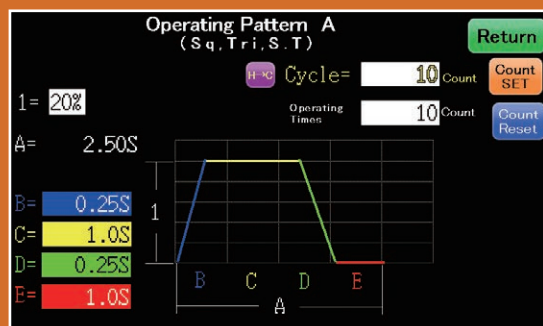 Operating Pattern A
(Sq,Tri,S.T)
Return
H→C Cycle= 10 Count
Count SET
1= 20%
Operating Times 10 Count
Count Reset
A= 2.50S
B= 0.25S
C= 1.0S
D= 0.25S
E= 1.0S
1
B C D E
A